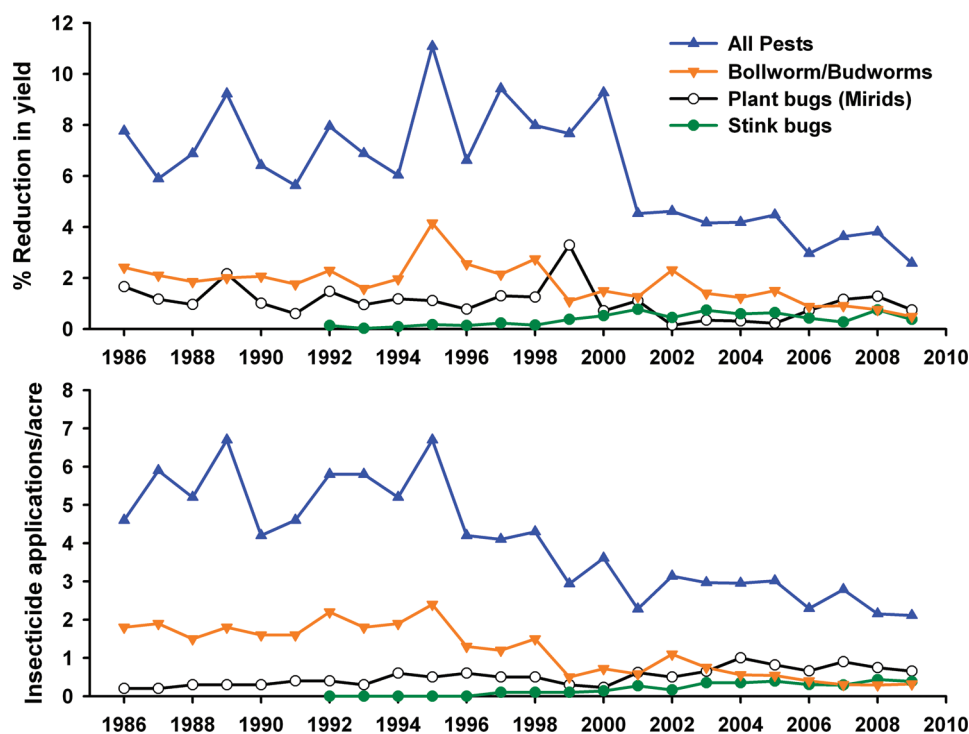 % Reduction in yield
12
10
8
6
4
2
0
All Pests
Bollworm/Budworms
Plant bugs (Mirids)
Stink bugs
1986 1988 1990 1992 1994 1996 1998 2000 2002 2004 2006 2008 2010
Insecticide applications/acre
8
7
6
5
4
3
2
1
0
1986 1988 1990 1992 1994 1996 1998 2000 2002 2004 2006 2008 2010